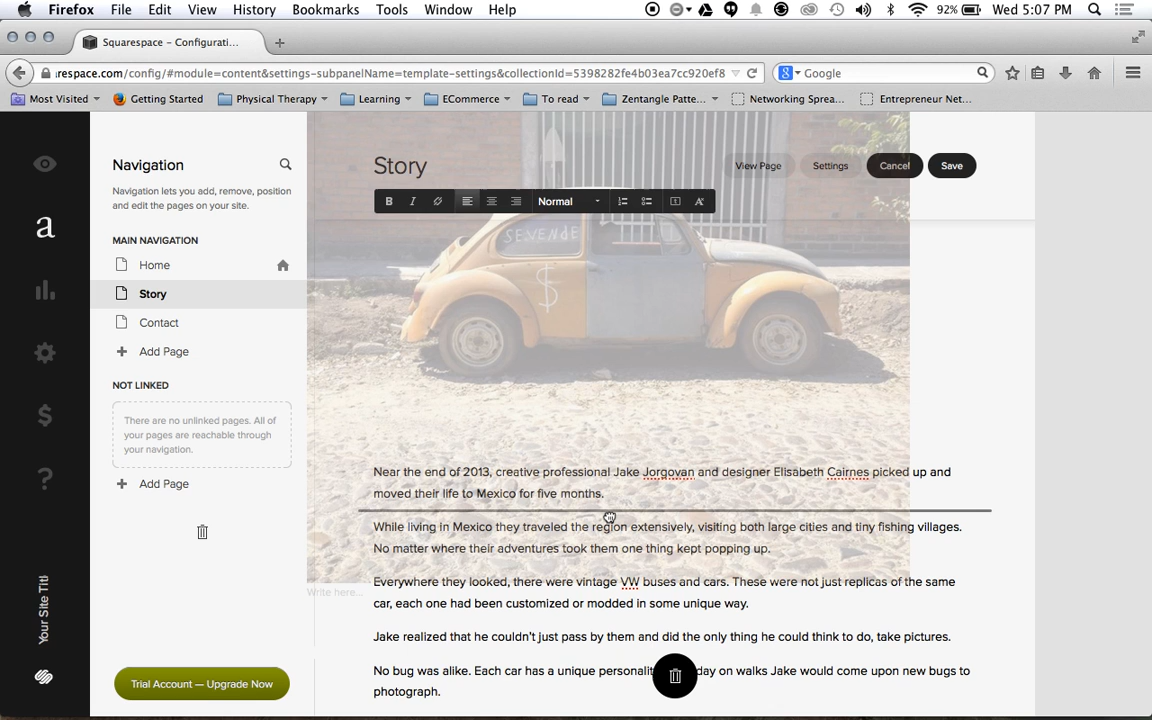 Firefox File Edit View History Bookmarks Tools Window Help 92% Wed 5:07 PM
Squarespace - Configurati...
arespace.com/config/#module=content&settings-subpanelName=template-settings&collectionId=5398282fe4b03ea7cc920ef8 Google
Most Visited Getting Started Physical Therapy Learning ECommerce To read Zentangle Patte... Networking Sprea... Entrepreneur Net...
Navigation
Navigation lets you add, remove, position
and edit the pages on your site.
MAIN NAVIGATION
Home
Story
Contact
Add Page
NOT LINKED
There are no unlinked pages. All of
your pages are reachable through
your navigation.
Add Page
Your Site Titl
Trial Account — Upgrade Now
Story
View Page Settings Cancel Save
B I Normal
SEVENDE
$
Near the end of 2013, creative professional Jake Jorgovan and designer Elisabeth Cairnes picked up and
moved their life to Mexico for five months.
While living in Mexico they traveled the region extensively, visiting both large cities and tiny fishing villages.
No matter where their adventures took them one thing kept popping up.
Write here...
Everywhere they looked, there were vintage VW buses and cars. These were not just replicas of the same
car, each one had been customized or modded in some unique way.
Jake realized that he couldn't just pass by them and did the only thing he could think to do, take pictures.
No bug was alike. Each car has a unique personalit day on walks Jake would come upon new bugs to
photograph.